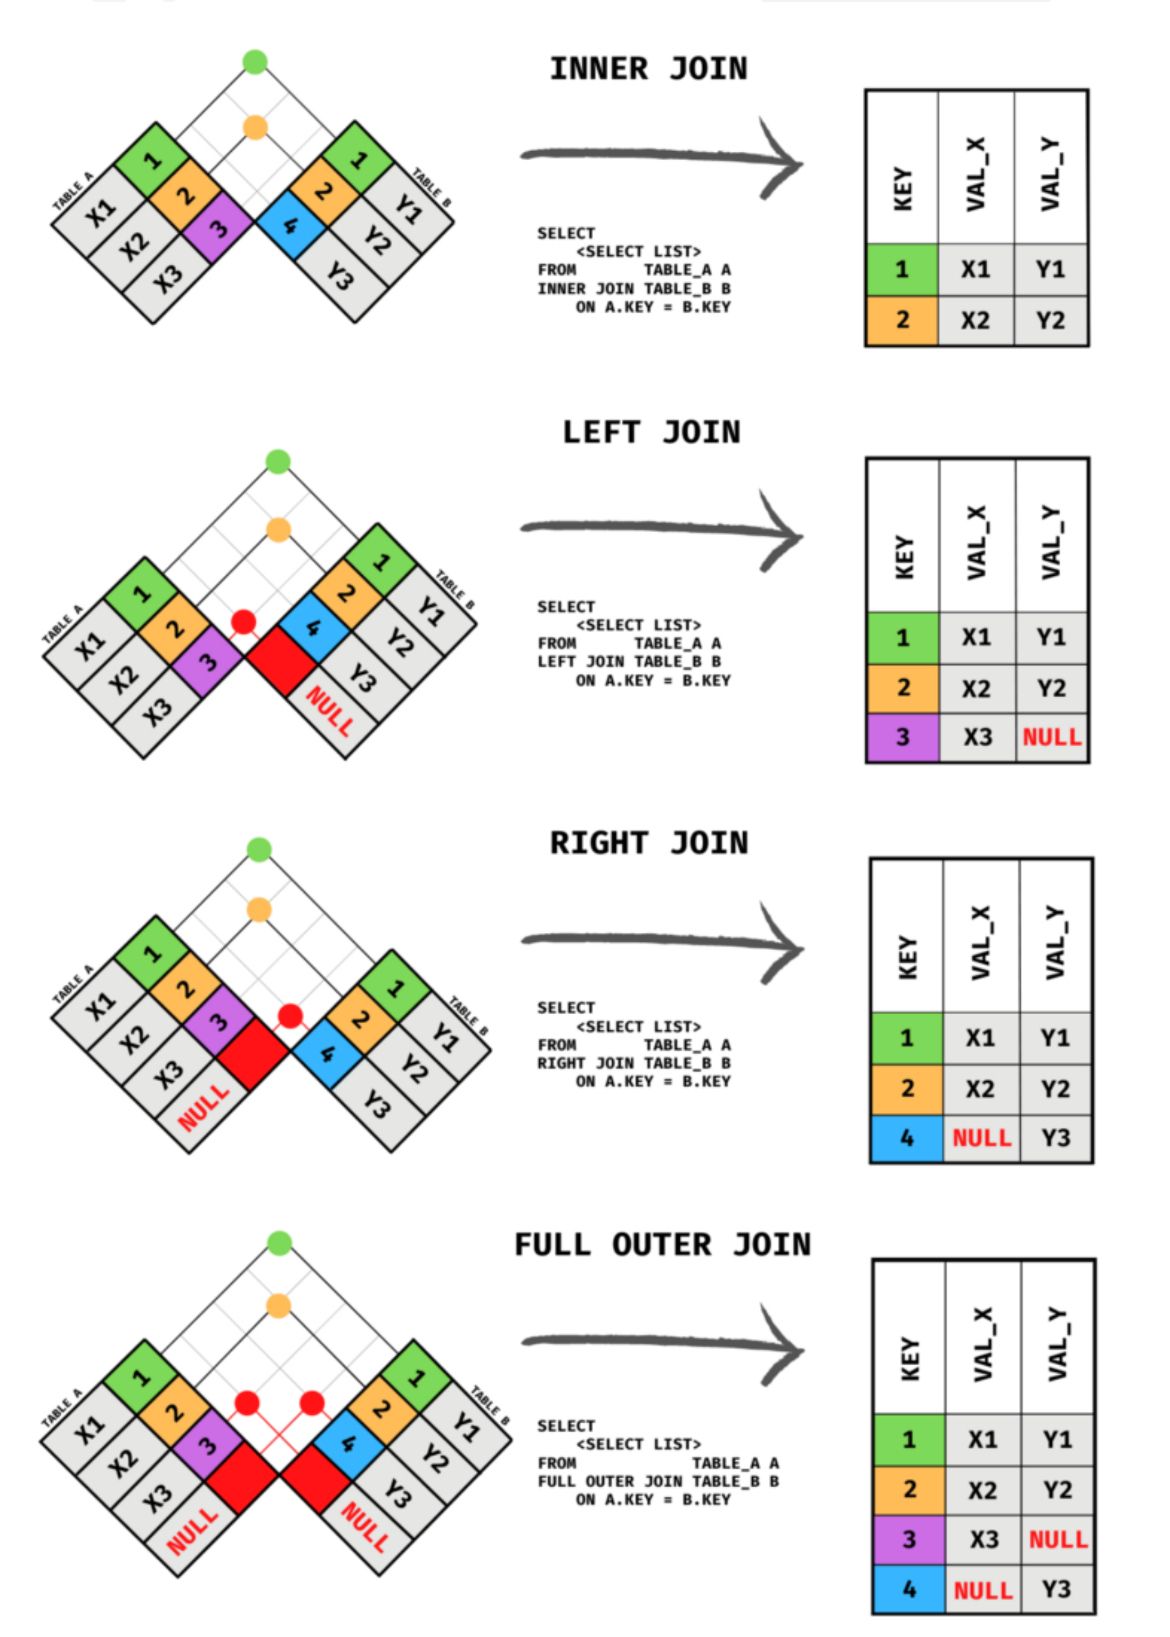 INNER JOIN
TABLE A
1
2
3
X1
X2
X3
TABLE B
1
2
4
Y1
Y2
Y3
SELECT
<SELECT LIST>
FROM TABLE_A A
INNER JOIN TABLE_B B
ON A.KEY = B.KEY
KEY VAL_X VAL_Y
1 X1 Y1
2 X2 Y2
LEFT JOIN
TABLE A
1
2
3
X1
X2
X3
TABLE B
1
2
4
Y1
Y2
Y3
NULL
SELECT
<SELECT LIST>
FROM TABLE_A A
LEFT JOIN TABLE_B B
ON A.KEY = B.KEY
KEY VAL_X VAL_Y
1 X1 Y1
2 X2 Y2
3 X3 NULL
RIGHT JOIN
TABLE A
1
2
3
X1
X2
X3
NULL
TABLE B
1
2
4
Y1
Y2
Y3
SELECT
<SELECT LIST>
FROM TABLE_A A
RIGHT JOIN TABLE_B B
ON A.KEY = B.KEY
KEY VAL_X VAL_Y
1 X1 Y1
2 X2 Y2
4 NULL Y3
FULL OUTER JOIN
TABLE A
1
2
3
X1
X2
X3
NULL
TABLE B
1
2
4
Y1
Y2
Y3
NULL
SELECT
<SELECT LIST>
FROM TABLE_A A
FULL OUTER JOIN TABLE_B B
ON A.KEY = B.KEY
KEY VAL_X VAL_Y
1 X1 Y1
2 X2 Y2
3 X3 NULL
4 NULL Y3